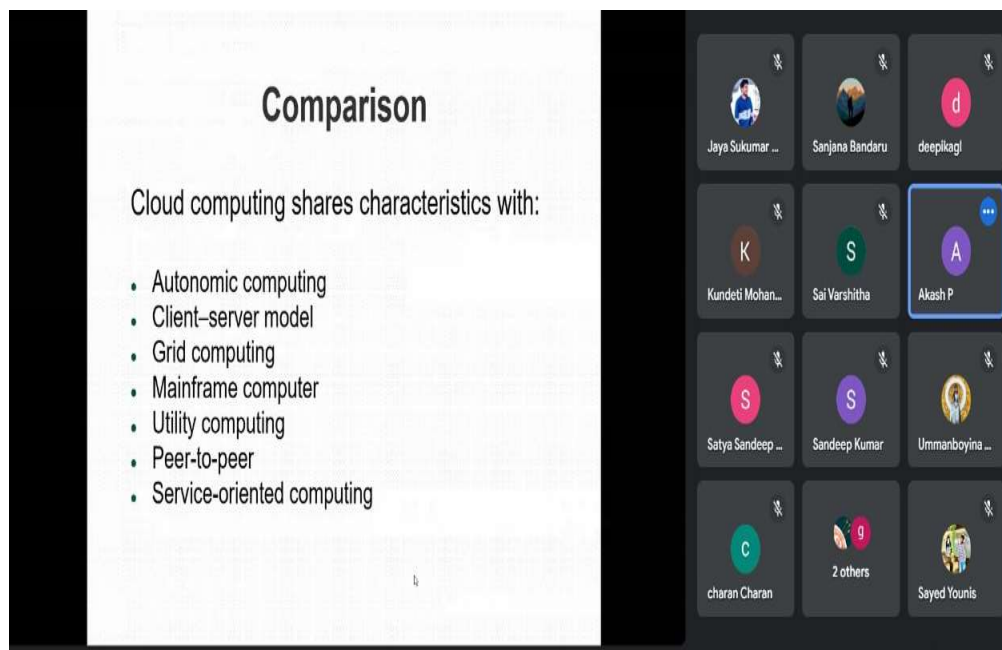 Comparison
Cloud computing shares characteristics with:
• Autonomic computing
• Client–server model
• Grid computing
• Mainframe computer
• Utility computing
• Peer-to-peer
• Service-oriented computing
Jaya Sukumar ...
Sanjana Bandaru
d
deepikagl
K
Kundeti Mohan...
S
Sai Varshitha
A
Akash P
S
Satya Sandeep ...
S
Sandeep Kumar
Ummanboyina ...
c
charan Charan
g
2 others
Sayed Younis